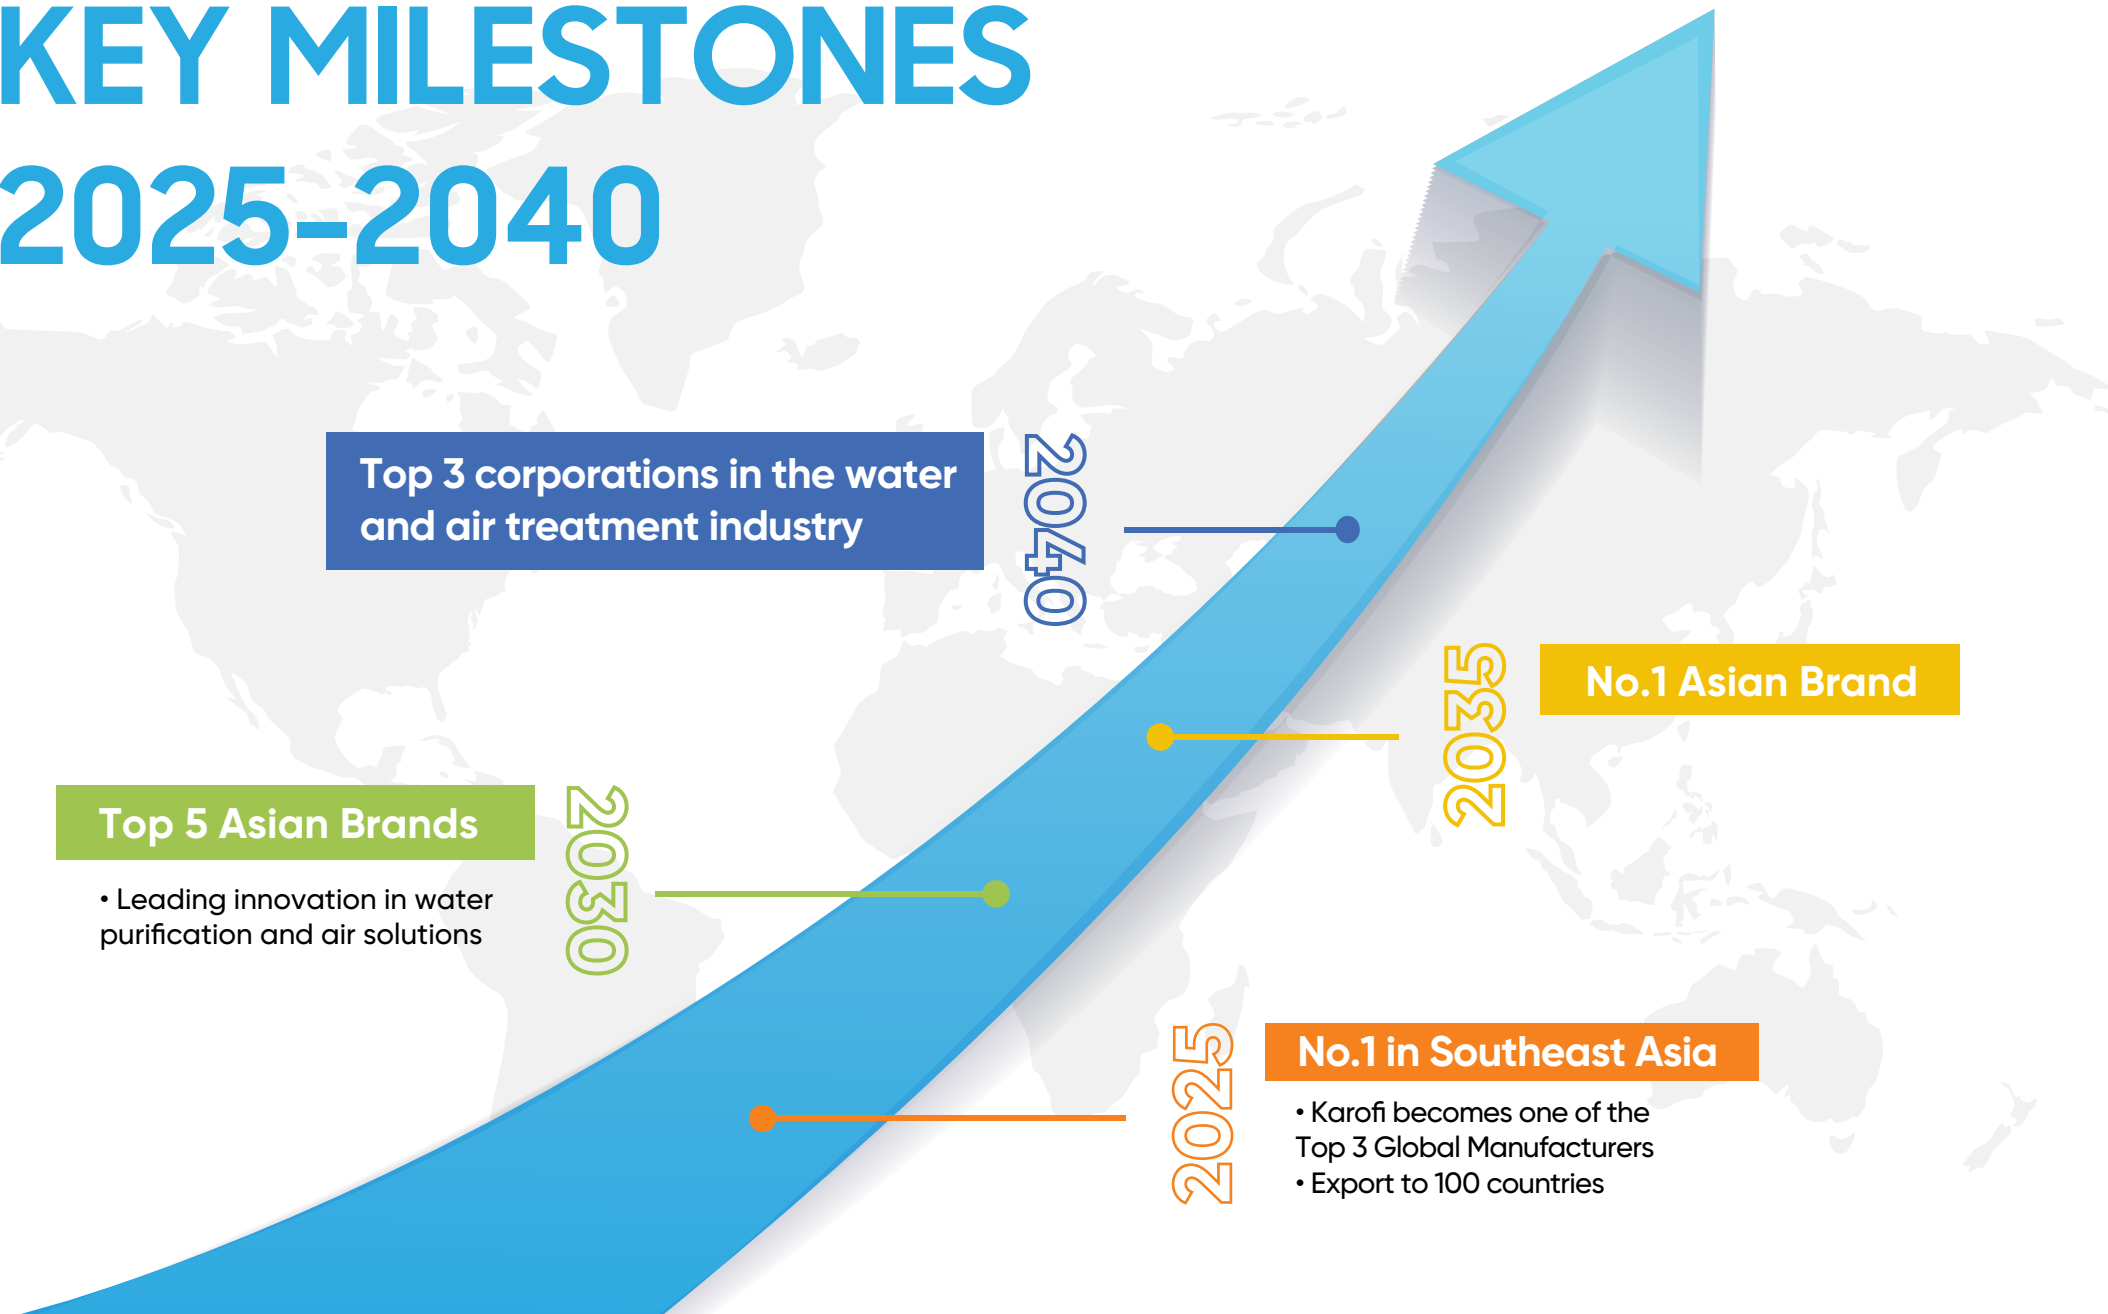 KEY MILESTONES
2025-2040
Top 3 corporations in the water
and air treatment industry
2040
No.1 Asian Brand
2035
Top 5 Asian Brands
• Leading innovation in water
purification and air solutions
2030
No.1 in Southeast Asia
• Karofi becomes one of the
Top 3 Global Manufacturers
• Export to 100 countries
2025